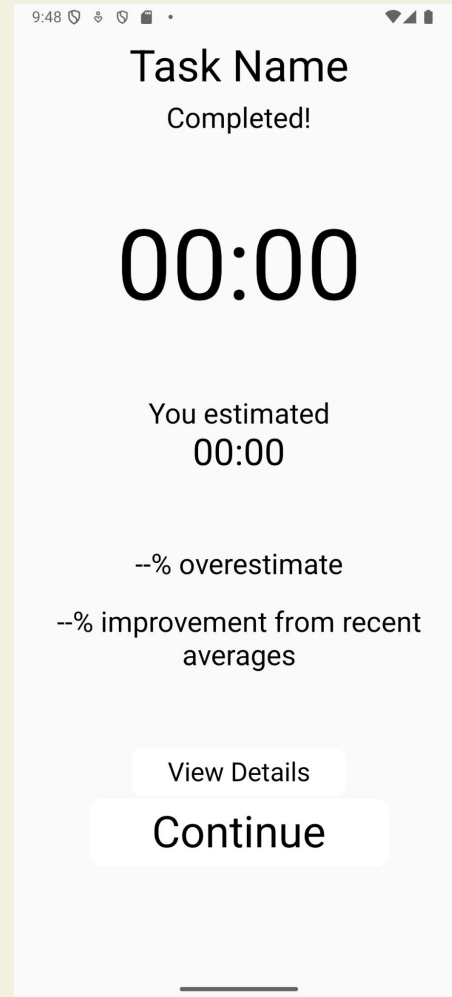 9:48
Task Name
Completed!
00:00
You estimated
00:00
--% overestimate
--% improvement from recent
averages
View Details
Continue